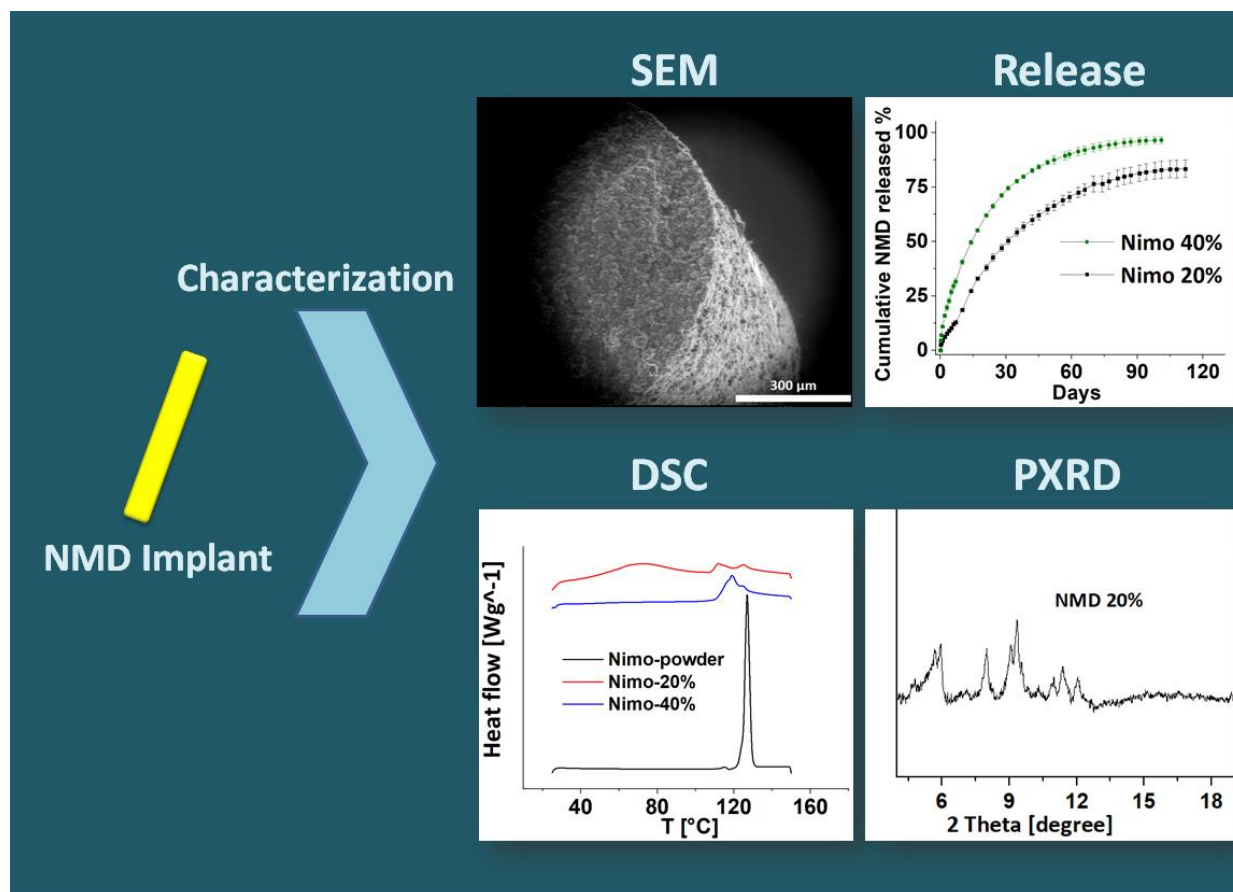 Characterization
NMD Implant
SEM
300 µm
Release
Cumulative NMD released %
100
75
50
25
0
Nimo 40%
Nimo 20%
0 30 60 90 120
Days
DSC
Heat flow [Wg^-1]
Nimo-powder
Nimo-20%
Nimo-40%
40 80 120 160
T [°C]
PXRD
NMD 20%
6 9 12 15 18
2 Theta [degree]